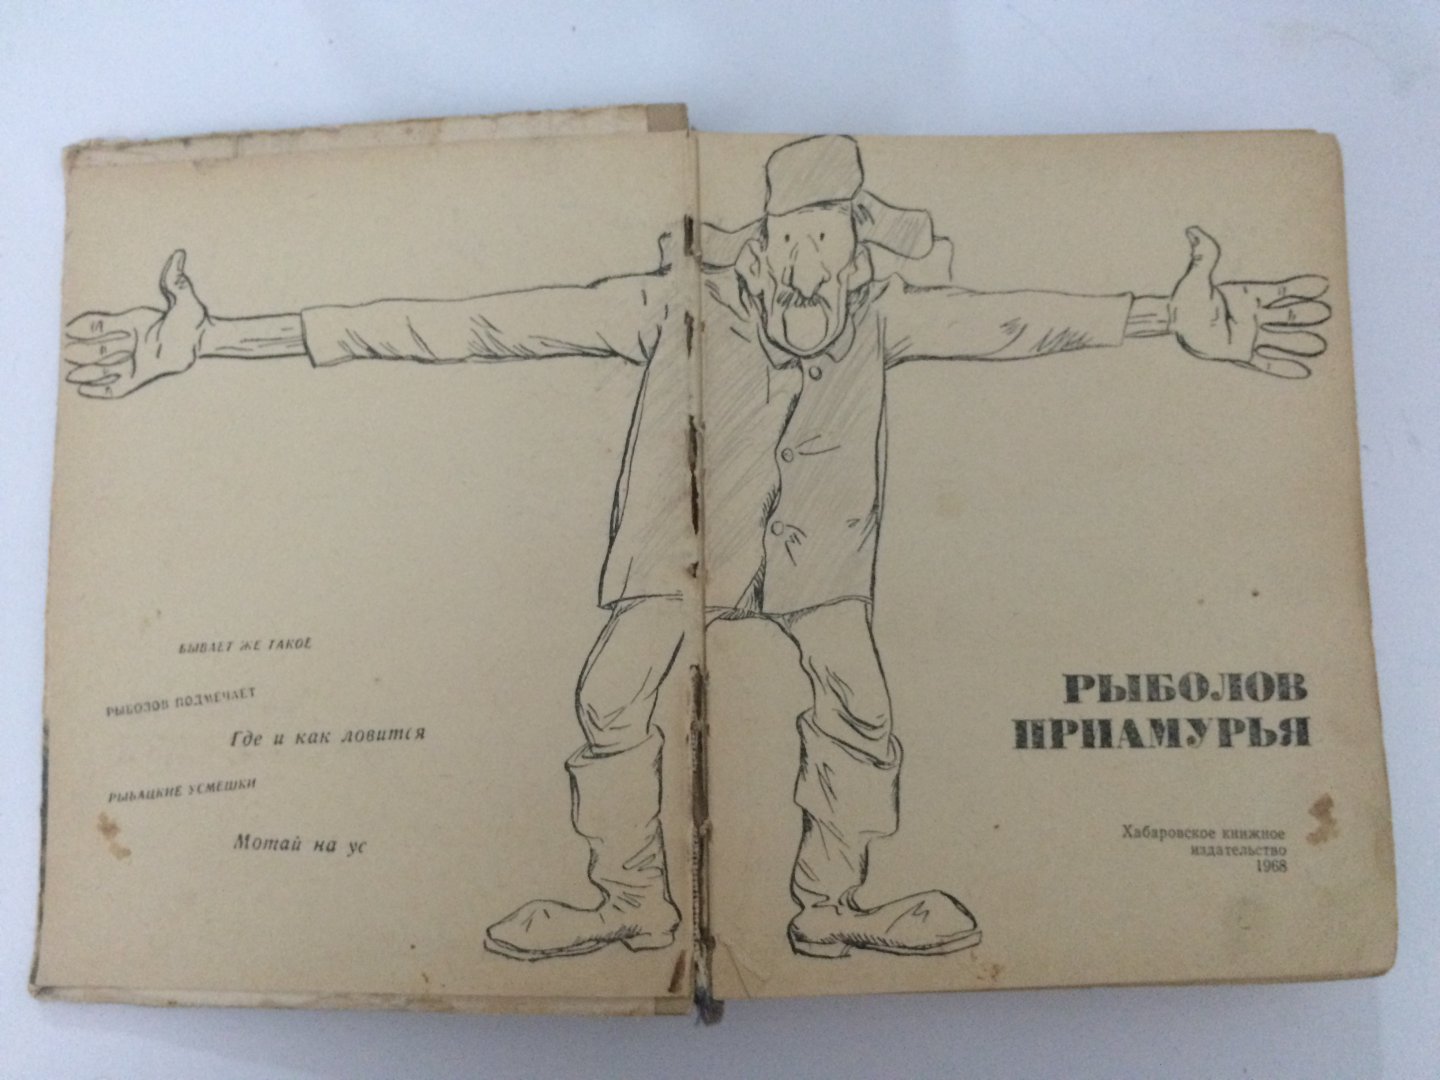 БЫВАЕТ ЖЕ ТАКОЕ
РЫБОЛОВ ПОДМЕЧАЕТ
Где и как ловится
РЫБАЦКИЕ УСМЕШКИ
Мотай на ус
РЫБОЛОВ
ПРИАМУРЬЯ
Хабаровское книжное
издательство
1968